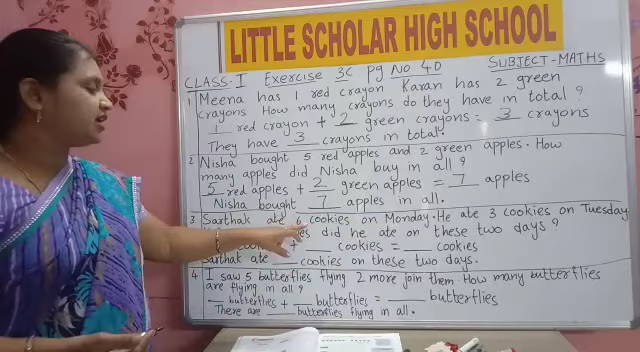 LITTLE SCHOLAR HIGH SCHOOL
CLASS-I Exercise 3C pg No 40 SUBJECT-MATHS
1 Meena has 1 red crayon Karan has 2 green
crayons How many crayons do they have in total?
1 red crayon + 2 green crayons = 3 crayons
They have 3 crayons in total.
2 Nisha bought 5 red apples and 2 green apples. How
many apples did Nisha buy in all?
5 red apples + 2 green apples = 7 apples
Nisha bought 7 apples in all.
3 Sarthak ate 6 cookies on Monday. He ate 3 cookies on Tuesday
did he ate on these two days?
___ cookies = ___ cookies
Sarthak ate ___ cookies on these two days.
4 I saw 5 butterflies flying 2 more join them How many butterflies
are flying in all?
___ butterflies + ___ butterflies = ___ butterflies
There are ___ butterflies flying in all.